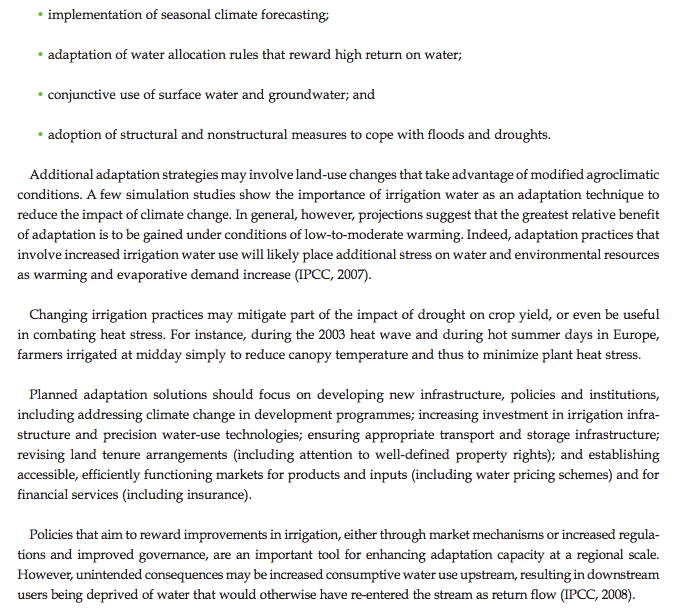 • implementation of seasonal climate forecasting;
• adaptation of water allocation rules that reward high return on water;
• conjunctive use of surface water and groundwater; and
• adoption of structural and nonstructural measures to cope with floods and droughts.
Additional adaptation strategies may involve land-use changes that take advantage of modified agroclimatic
conditions. A few simulation studies show the importance of irrigation water as an adaptation technique to
reduce the impact of climate change. In general, however, projections suggest that the greatest relative benefit
of adaptation is to be gained under conditions of low-to-moderate warming. Indeed, adaptation practices that
involve increased irrigation water use will likely place additional stress on water and environmental resources
as warming and evaporative demand increase (IPCC, 2007).
Changing irrigation practices may mitigate part of the impact of drought on crop yield, or even be useful
in combating heat stress. For instance, during the 2003 heat wave and during hot summer days in Europe,
farmers irrigated at midday simply to reduce canopy temperature and thus to minimize plant heat stress.
Planned adaptation solutions should focus on developing new infrastructure, policies and institutions,
including addressing climate change in development programmes; increasing investment in irrigation infra-
structure and precision water-use technologies; ensuring appropriate transport and storage infrastructure;
revising land tenure arrangements (including attention to well-defined property rights); and establishing
accessible, efficiently functioning markets for products and inputs (including water pricing schemes) and for
financial services (including insurance).
Policies that aim to reward improvements in irrigation, either through market mechanisms or increased regula-
tions and improved governance, are an important tool for enhancing adaptation capacity at a regional scale.
However, unintended consequences may be increased consumptive water use upstream, resulting in downstream
users being deprived of water that would otherwise have re-entered the stream as return flow (IPCC, 2008).